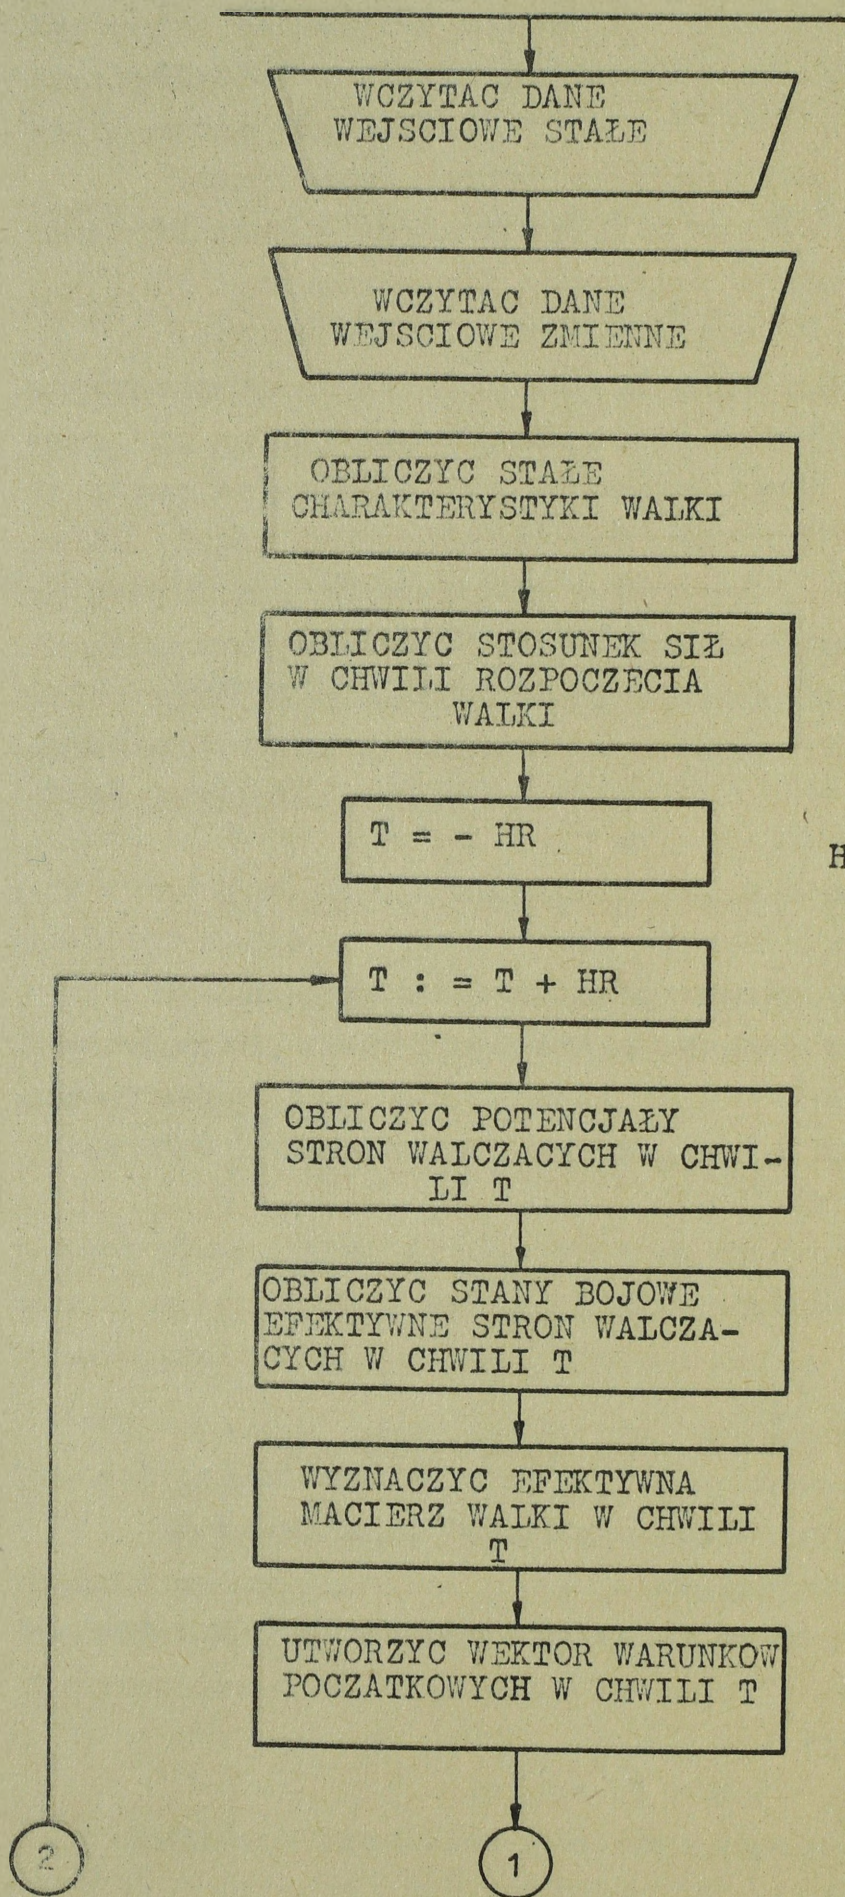 WCZYTAC DANE
WEJSCIOWE STAŁE
WCZYTAC DANE
WEJSCIOWE ZMIENNE
OBLICZYC STAŁE
CHARAKTERYSTYKI WALKI
OBLICZYC STOSUNEK SIŁ
W CHWILI ROZPOCZECIA
WALKI
T = - HR
H
T : = T + HR
OBLICZYC POTENCJAŁY
STRON WALCZACYCH W CHWI-
LI T
OBLICZYC STANY BOJOWE
EFEKTYWNE STRON WALCZA-
CYCH W CHWILI T
WYZNACZYC EFEKTYWNA
MACIERZ WALKI W CHWILI
T
UTWORZYC WEKTOR WARUNKOW
POCZATKOWYCH W CHWILI T
2
1